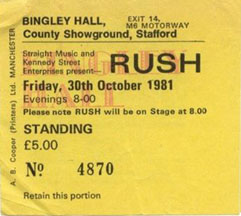 BINGLEY HALL, EXIT 14,
M6 MOTORWAY
County Showground, Stafford
Straight Music and
Kennedy Street
Enterprises present—
RUSH
Friday, 30th October 1981
Evenings 8-00
Please note RUSH will be on Stage at 8.00
STANDING
£5.00
No 4870
Retain this portion
A. B. Cooper (Printers) Ltd. MANCHESTER
BINGLEY
HALL